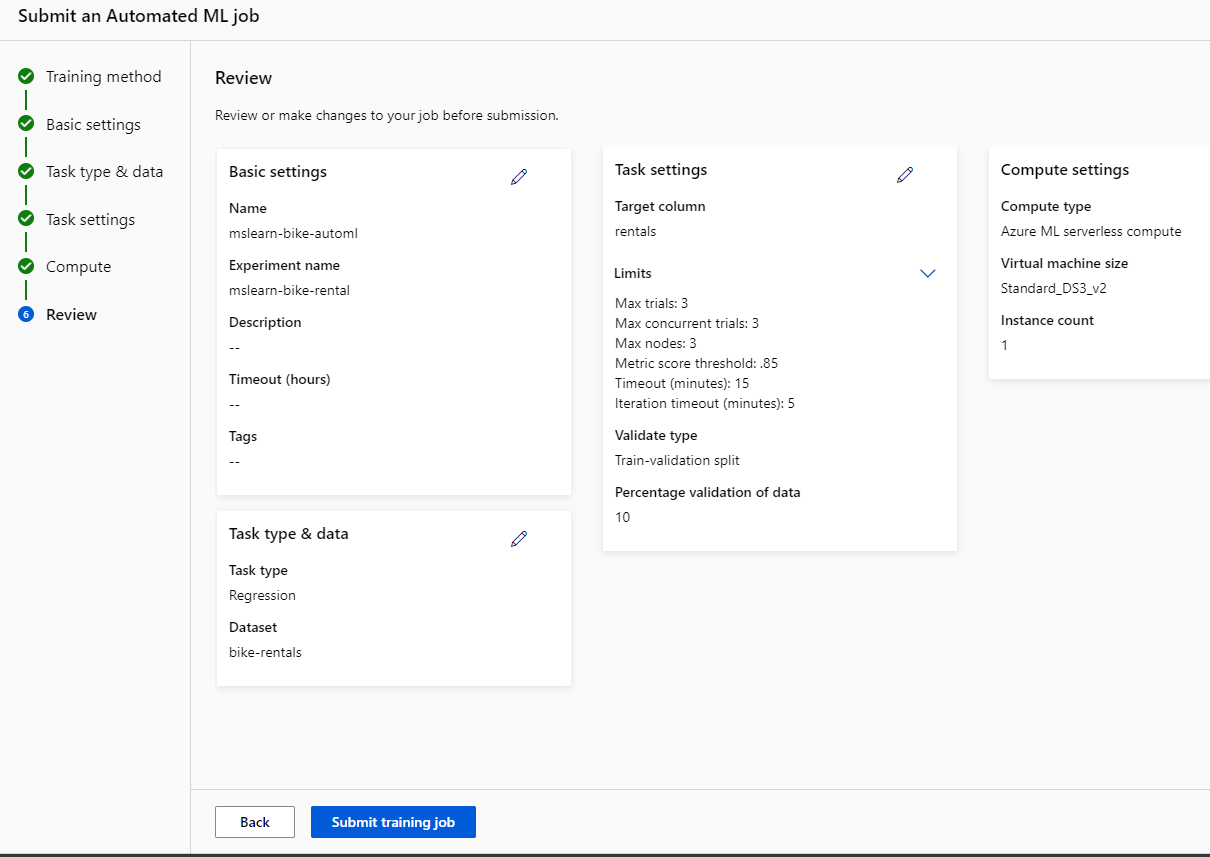 Submit an Automated ML job
Training method
Basic settings
Task type & data
Task settings
Compute
6 Review
Review
Review or make changes to your job before submission.
Basic settings
Name
mslearn-bike-automl
Experiment name
mslearn-bike-rental
Description
--
Timeout (hours)
--
Tags
--
Task type & data
Task type
Regression
Dataset
bike-rentals
Task settings
Target column
rentals
Limits
Max trials: 3
Max concurrent trials: 3
Max nodes: 3
Metric score threshold: .85
Timeout (minutes): 15
Iteration timeout (minutes): 5
Validate type
Train-validation split
Percentage validation of data
10
Compute settings
Compute type
Azure ML serverless compute
Virtual machine size
Standard_DS3_v2
Instance count
1
Back
Submit training job